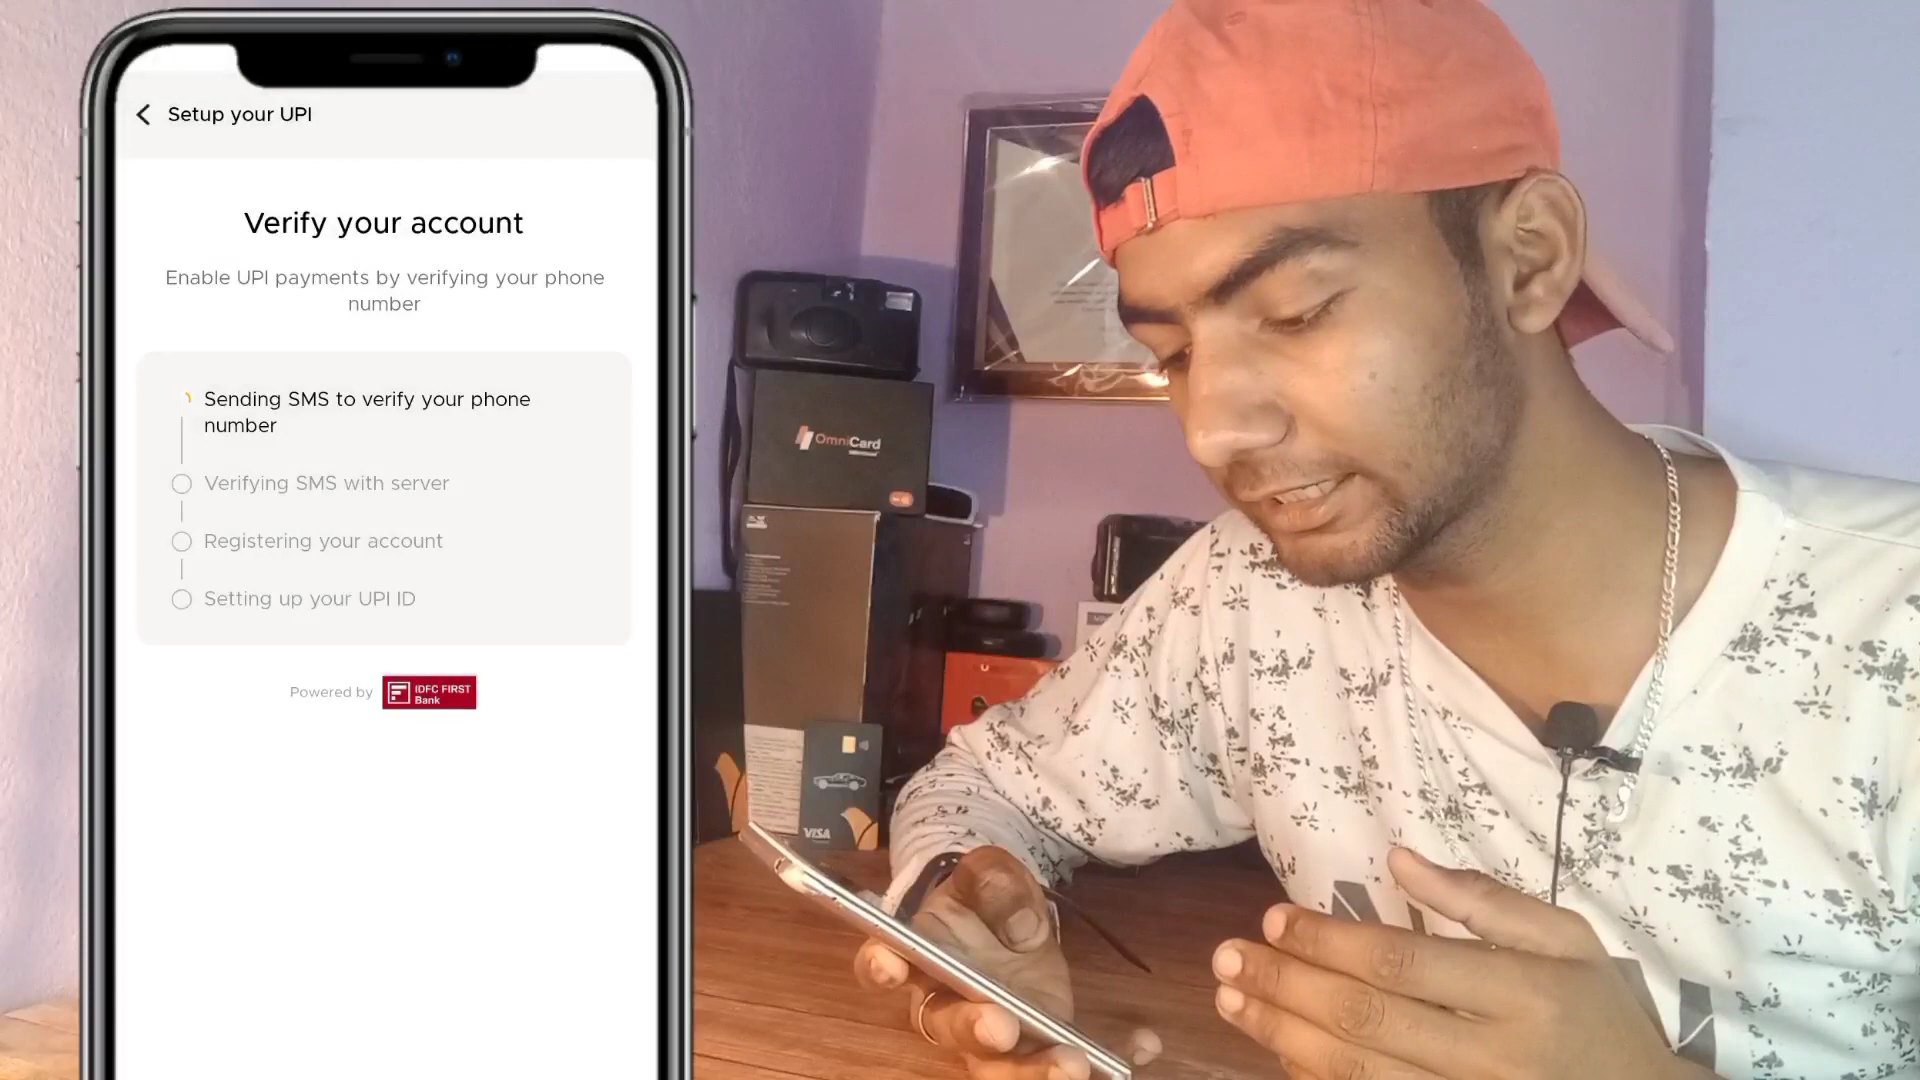 Setup your UPI
Verify your account
Enable UPI payments by verifying your phone
number
Sending SMS to verify your phone
number
Verifying SMS with server
Registering your account
Setting up your UPI ID
Powered by
IDFC FIRST
Bank
OmniCard
VISA